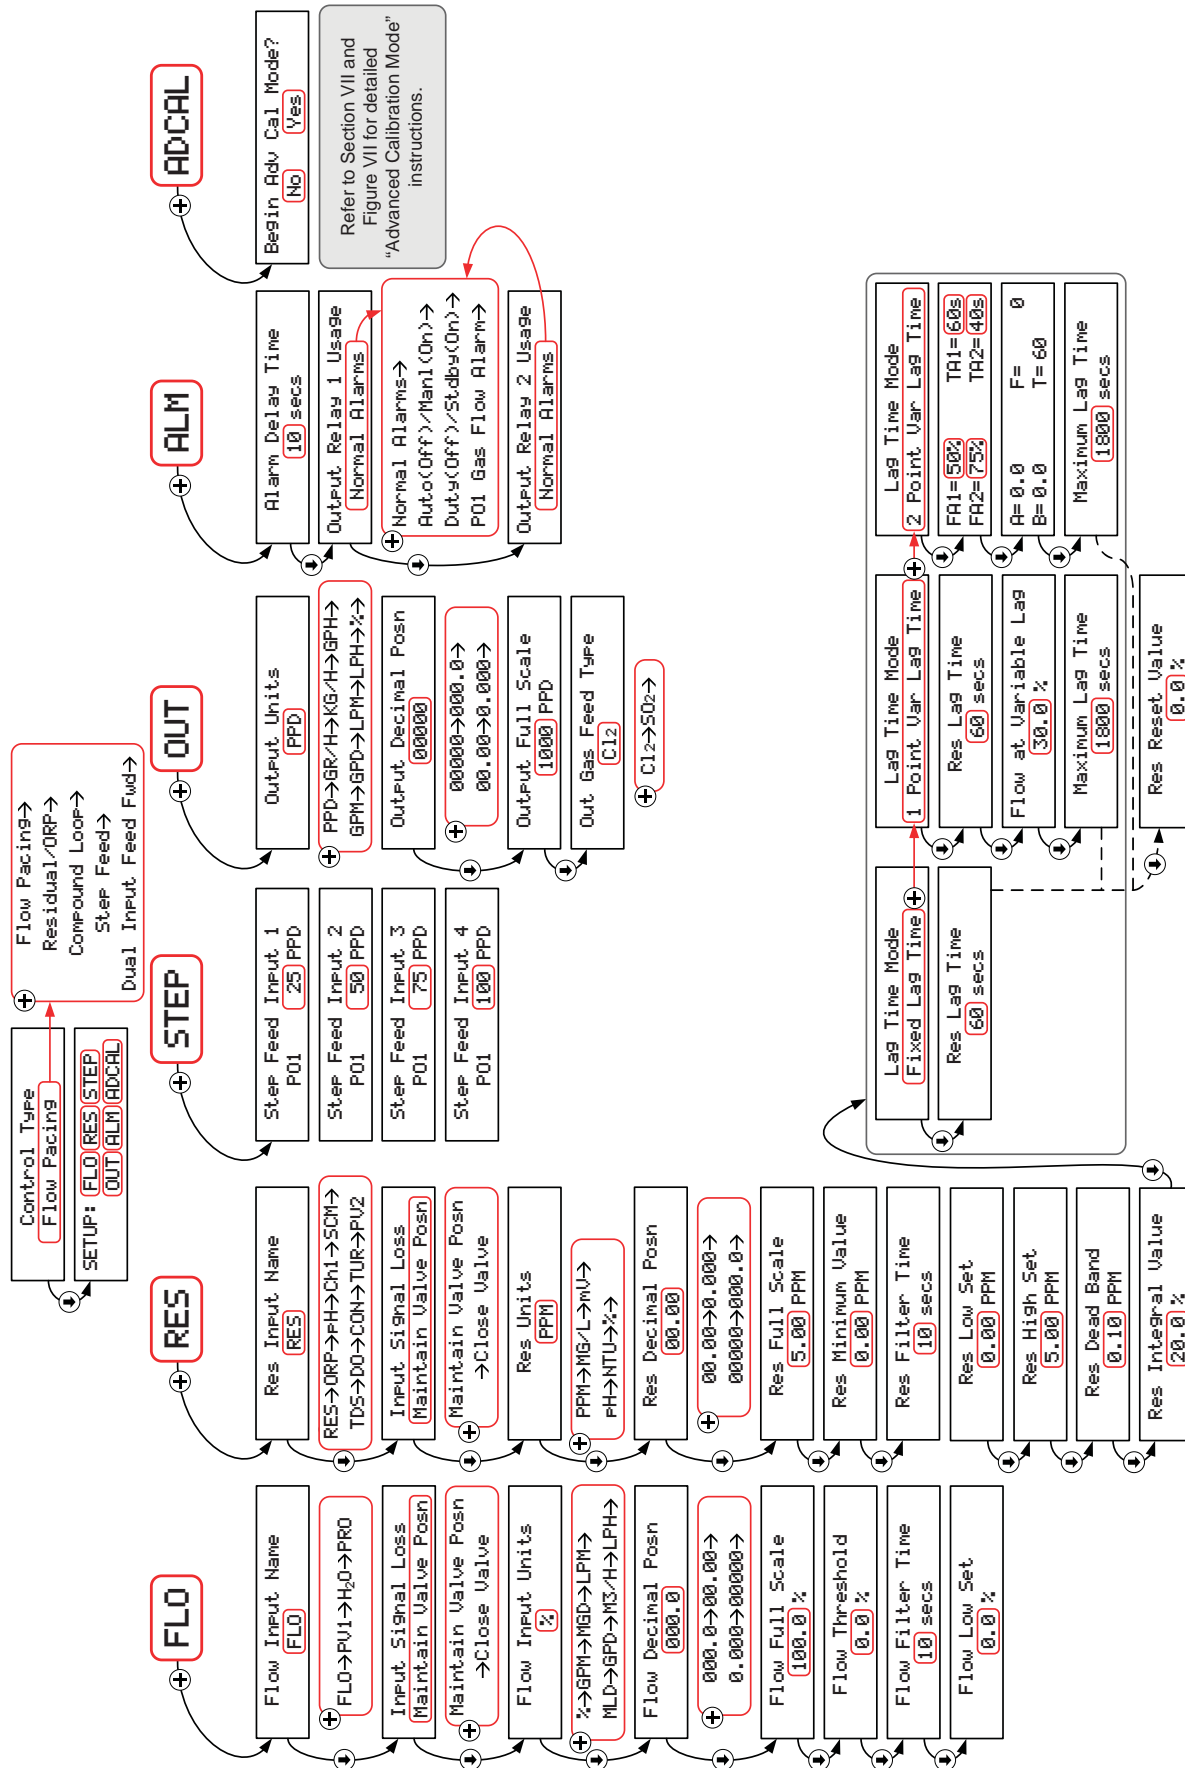 Control Type
Flow Pacing
SETUP: FLO RES STEP
OUT ALM ADCAL
Flow Pacing→
Residual/ORP→
Compound Loop→
Step Feed→
Dual Input Feed Fwd→
FLO
Flow Input Name
FLO
FLO→PV1→H2O→PRO
Input Signal Loss
Maintain Valve Posn
Maintain Valve Posn
→Close Valve
Flow Input Units
%
%→GPM→MGD→LPM→
MLD→GPD→M3/H→LPH→
Flow Decimal Posn
000.0
000.0→00.00→
0.000→00000→
Flow Full Scale
100.0 %
Flow Threshold
0.0 %
Flow Filter Time
10 secs
Flow Low Set
0.0 %
RES
Res Input Name
RES
RES→ORP→pH→Ch1→SCM→
TDS→DO→CON→TUR→PV2
Input Signal Loss
Maintain Valve Posn
Maintain Valve Posn
→Close Valve
Res Units
PPM
PPM→MG/L→mV→
pH→NTU→%→
Res Decimal Posn
00.00
00.00→0.000→
00000→000.0→
Res Full Scale
5.00 PPM
Res Minimum Value
0.00 PPM
Res Filter Time
10 secs
Res Low Set
0.00 PPM
Res High Set
5.00 PPM
Res Dead Band
0.10 PPM
Res Integral Value
20.0 %
STEP
Step Feed Input 1
PO1 25 PPD
Step Feed Input 2
PO1 50 PPD
Step Feed Input 3
PO1 75 PPD
Step Feed Input 4
PO1 100 PPD
OUT
Output Units
PPD
PPD→GR/H→KG/H→GPH→
GPM→GPD→LPM→LPH→%→
Output Decimal Posn
00000
00000→000.0→
00.00→0.000→
Output Full Scale
1000 PPD
Out Gas Feed Type
Cl2
Cl2→SO2→
ALM
Alarm Delay Time
10 secs
Output Relay 1 Usage
Normal Alarms
Normal Alarms→
Auto(Off)/Manl(On)→
Duty(Off)/Stdby(On)→
PO1 Gas Flow Alarm→
Output Relay 2 Usage
Normal Alarms
ADCAL
Begin Adv Cal Mode?
No Yes
Refer to Section VII and
Figure VII for detailed
“Advanced Calibration Mode”
instructions.
Lag Time Mode
Fixed Lag Time
Res Lag Time
60 secs
Lag Time Mode
1 Point Var Lag Time
Res Lag Time
60 secs
Flow at Variable Lag
30.0 %
Maximum Lag Time
1800 secs
Lag Time Mode
2 Point Var Lag Time
FA1=50% TA1=60s
FA2=75% TA2=40s
A= 0.0 F= 0
B= 0.0 T= 60
Maximum Lag Time
1800 secs
Res Reset Value
0.0 %